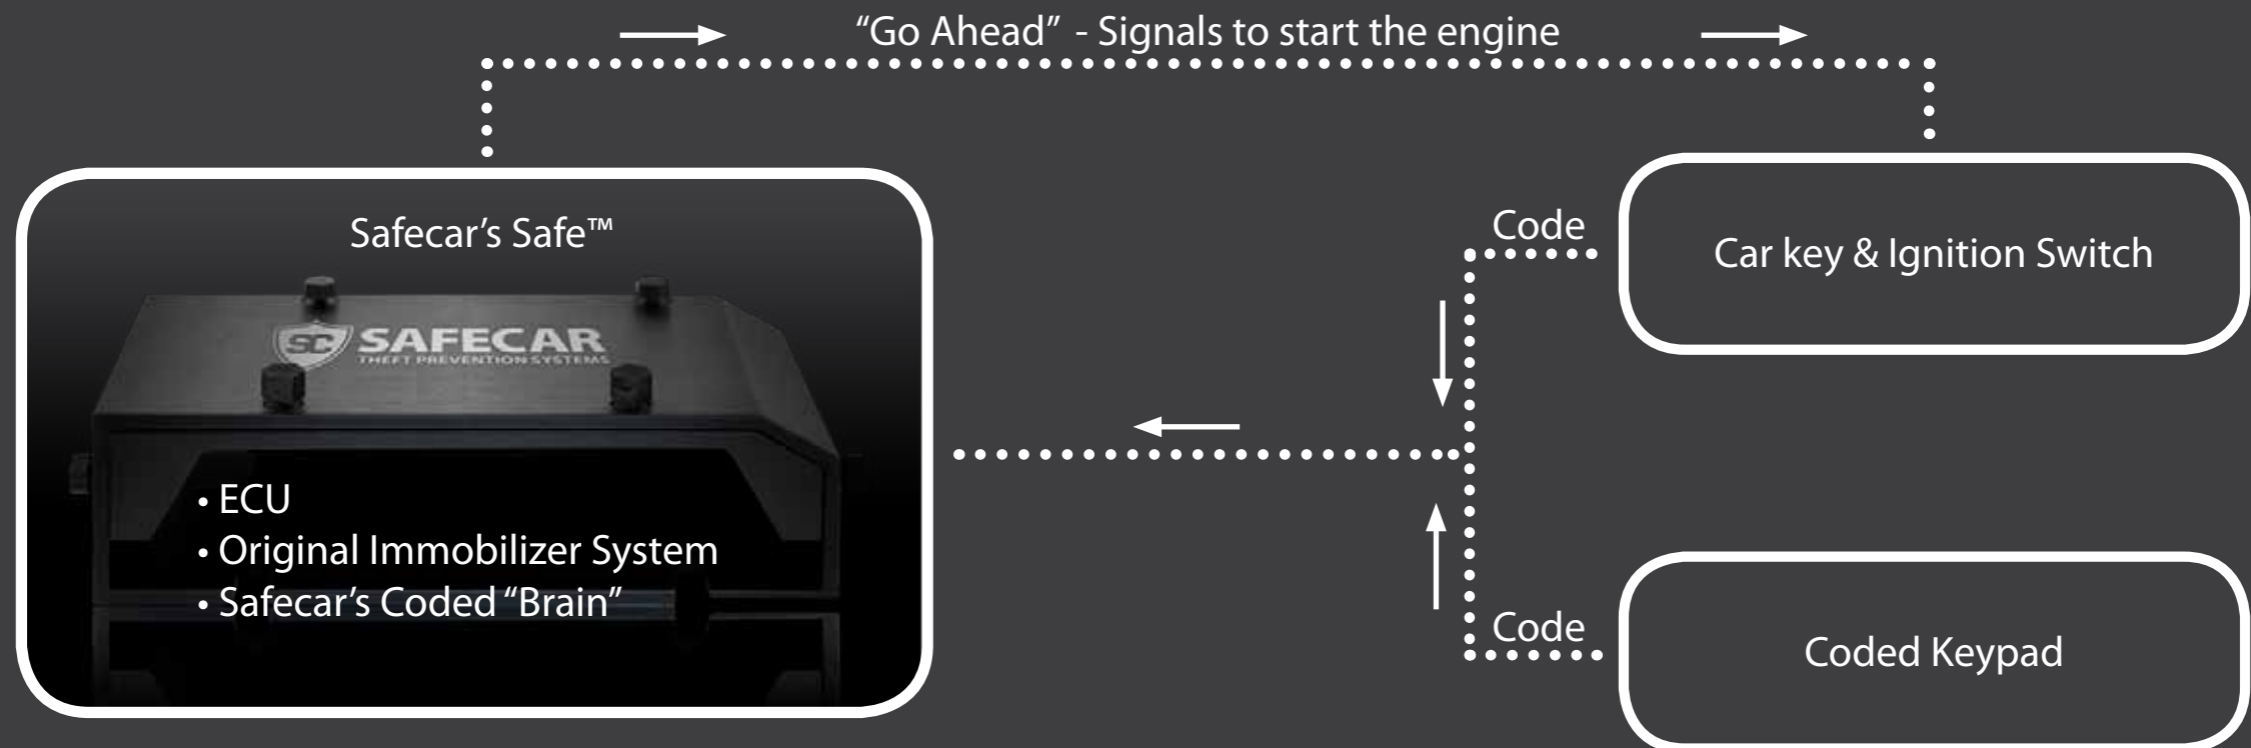 “Go Ahead” - Signals to start the engine
Safecar’s Safe™
SC SAFECAR
THEFT PREVENTION SYSTEMS
• ECU
• Original Immobilizer System
• Safecar’s Coded “Brain”
Code
Car key & Ignition Switch
Code
Coded Keypad